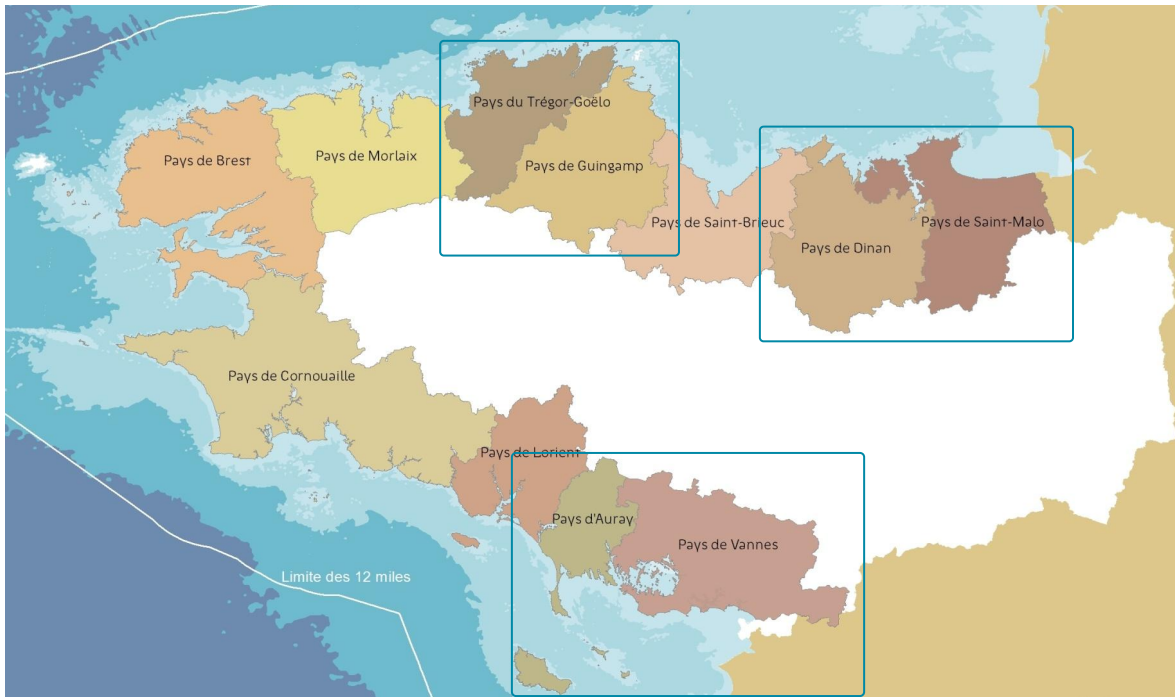 Pays du Trégor-Goëlo
Pays de Brest
Pays de Morlaix
Pays de Guingamp
Pays de Saint-Brieuc
Pays de Saint-Malo
Pays de Dinan
Pays de Cornouaille
Pays de Lorient
Pays d'Auray
Pays de Vannes
Limite des 12 miles